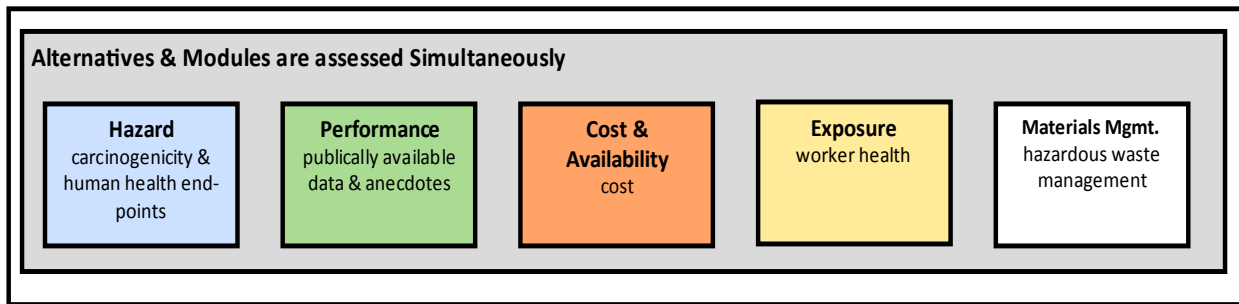 Alternatives & Modules are assessed Simultaneously
Hazard
carcinogenicity &
human health end-
points
Performance
publically available
data & anecdotes
Cost &
Availability
cost
Exposure
worker health
Materials Mgmt.
hazardous waste
management